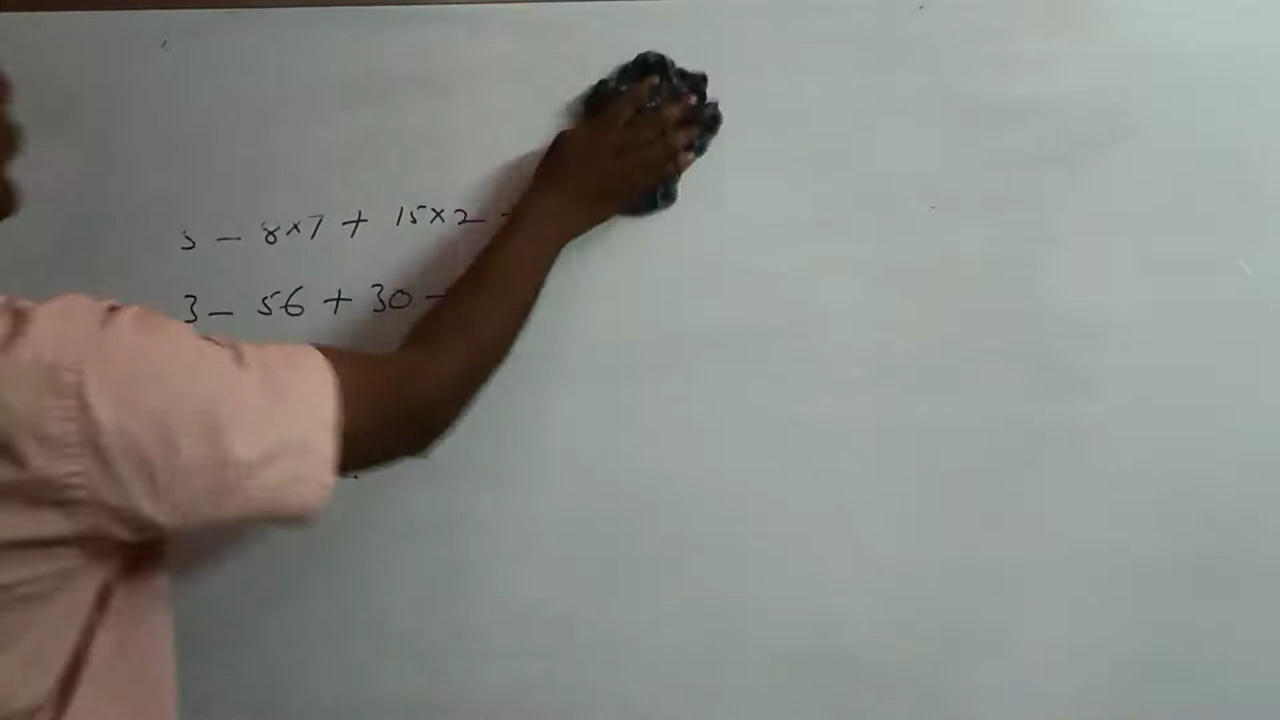 3 - 8×7 + 15×2 -
3 - 56 + 30 -